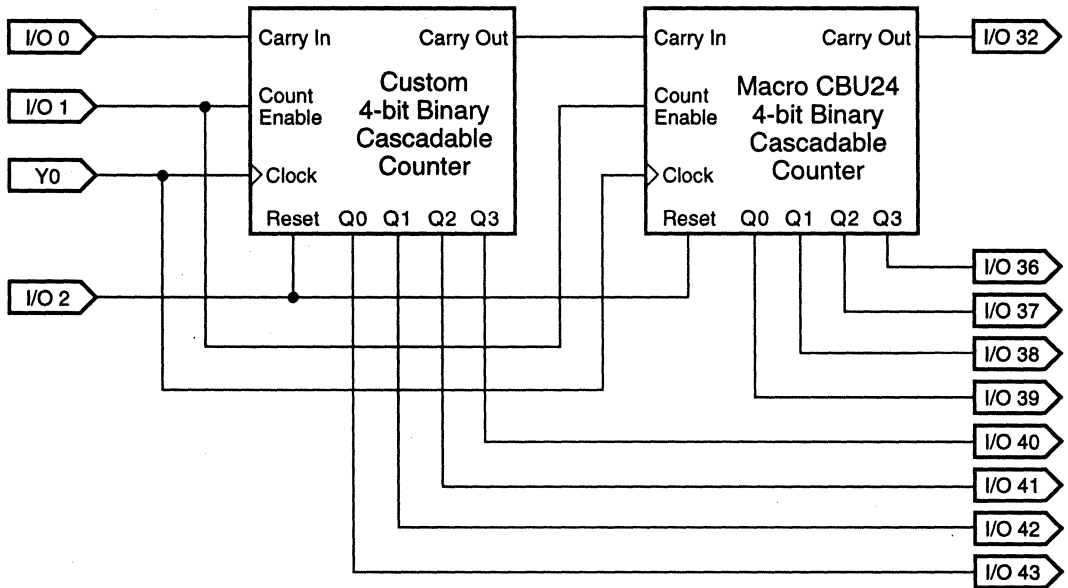 I/O 0
I/O 1
Y0
I/O 2
Carry In
Carry Out
Count
Enable
Custom
4-bit Binary
Cascadable
Counter
Clock
Reset Q0 Q1 Q2 Q3
Carry In
Carry Out
Count
Enable
Macro CBU24
4-bit Binary
Cascadable
Counter
Clock
Reset Q0 Q1 Q2 Q3
I/O 32
I/O 36
I/O 37
I/O 38
I/O 39
I/O 40
I/O 41
I/O 42
I/O 43